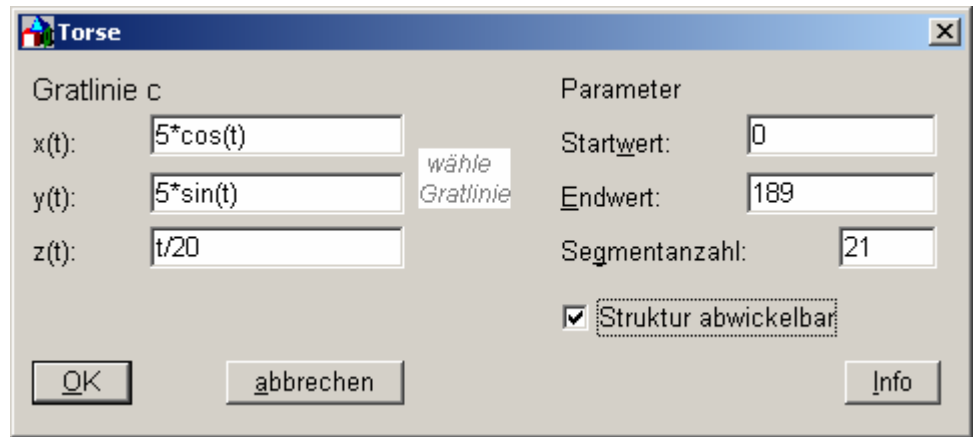 Torse
Gratlinie c
x(t): 5*cos(t)
y(t): 5*sin(t)
z(t): t/20
wähle
Gratlinie
Parameter
Startwert: 0
Endwert: 189
Segmentanzahl: 21
Struktur abwickelbar
OK
abbrechen
Info